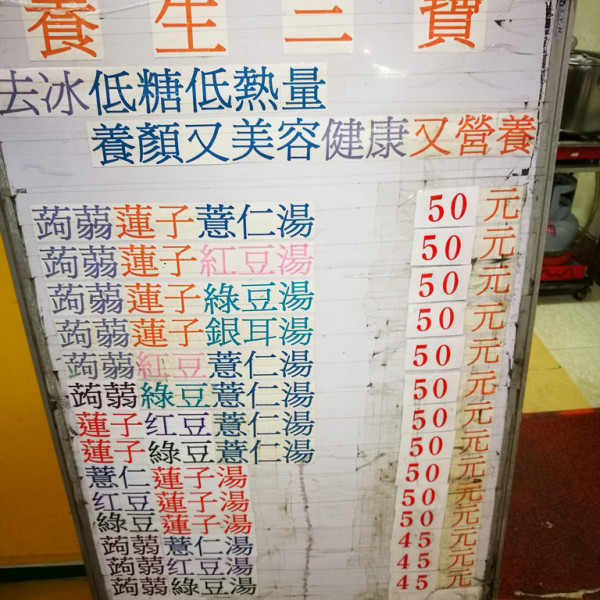 養生三寶
去冰低糖低熱量
養顏又美容健康又營養
蒟蒻蓮子薏仁湯 50元
蒟蒻蓮子紅豆湯 50元
蒟蒻蓮子綠豆湯 50元
蒟蒻蓮子銀耳湯 50元
蒟蒻紅豆薏仁湯 50元
蒟蒻綠豆薏仁湯 50元
蓮子红豆薏仁湯 50元
蓮子綠豆薏仁湯 50元
薏仁蓮子湯 50元
红豆蓮子湯 50元
綠豆蓮子湯 50元
蒟蒻薏仁湯 45元
蒟蒻红豆湯 45元
蒟蒻綠豆湯 45元